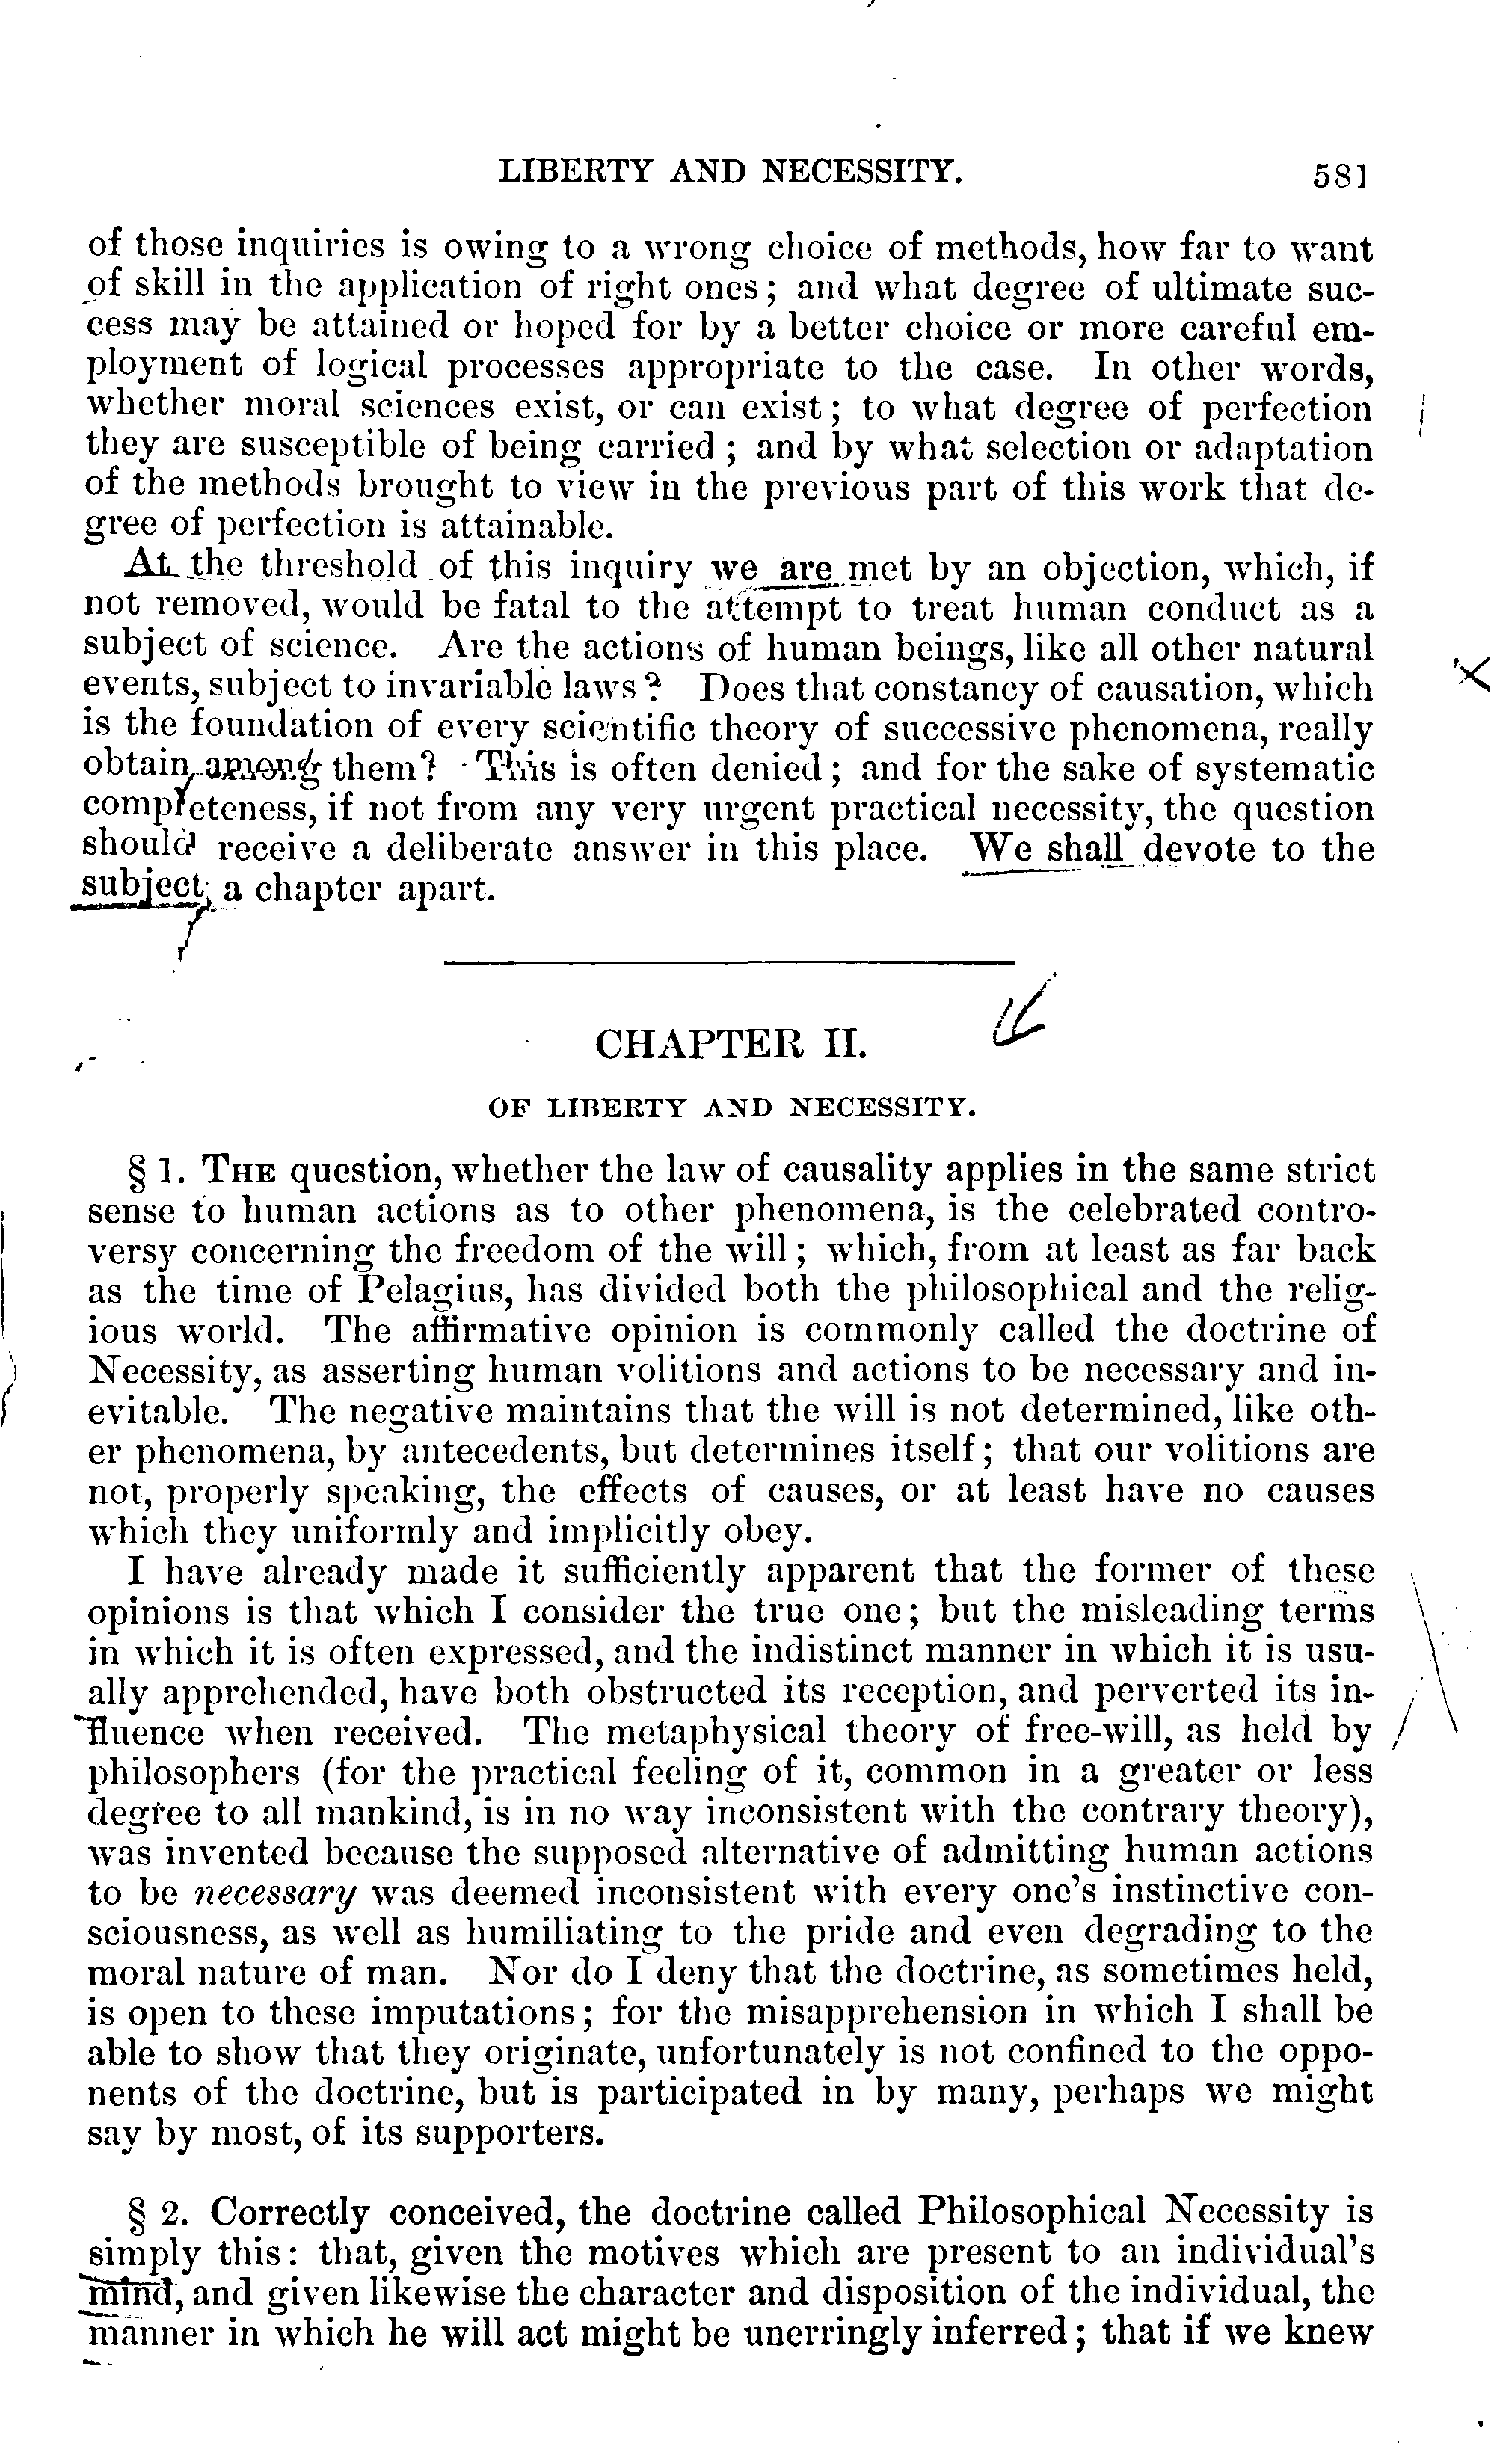 LIBERTY AND NECESSITY. 581
of those inquiries is owing to a wrong choice of methods, how far to want
of skill in the application of right ones; and what degree of ultimate suc-
cess may be attained or hoped for by a better choice or more careful em-
ployment of logical processes appropriate to the case. In other words,
whether moral sciences exist, or can exist; to what degree of perfection
they are susceptible of being carried; and by what selection or adaptation
of the methods brought to view in the previous part of this work that de-
gree of perfection is attainable.
At the threshold of this inquiry we are met by an objection, which, if
not removed, would be fatal to the attempt to treat human conduct as a
subject of science. Are the actions of human beings, like all other natural
events, subject to invariable laws? Does that constancy of causation, which
is the foundation of every scientific theory of successive phenomena, really
obtain among them? This is often denied; and for the sake of systematic
completeness, if not from any very urgent practical necessity, the question
should receive a deliberate answer in this place. We shall devote to the
subject a chapter apart.
CHAPTER II.
OF LIBERTY AND NECESSITY.
§ 1. THE question, whether the law of causality applies in the same strict
sense to human actions as to other phenomena, is the celebrated contro-
versy concerning the freedom of the will; which, from at least as far back
as the time of Pelagius, has divided both the philosophical and the relig-
ious world. The affirmative opinion is commonly called the doctrine of
Necessity, as asserting human volitions and actions to be necessary and in-
evitable. The negative maintains that the will is not determined, like oth-
er phenomena, by antecedents, but determines itself; that our volitions are
not, properly speaking, the effects of causes, or at least have no causes
which they uniformly and implicitly obey.
I have already made it sufficiently apparent that the former of these
opinions is that which I consider the true one; but the misleading terms
in which it is often expressed, and the indistinct manner in which it is usu-
ally apprehended, have both obstructed its reception, and perverted its in-
fluence when received. The metaphysical theory of free-will, as held by
philosophers (for the practical feeling of it, common in a greater or less
degree to all mankind, is in no way inconsistent with the contrary theory),
was invented because the supposed alternative of admitting human actions
to be necessary was deemed inconsistent with every one's instinctive con-
sciousness, as well as humiliating to the pride and even degrading to the
moral nature of man. Nor do I deny that the doctrine, as sometimes held,
is open to these imputations; for the misapprehension in which I shall be
able to show that they originate, unfortunately is not confined to the oppo-
nents of the doctrine, but is participated in by many, perhaps we might
say by most, of its supporters.
§ 2. Correctly conceived, the doctrine called Philosophical Necessity is
simply this: that, given the motives which are present to an individual's
mind, and given likewise the character and disposition of the individual, the
manner in which he will act might be unerringly inferred; that if we knew